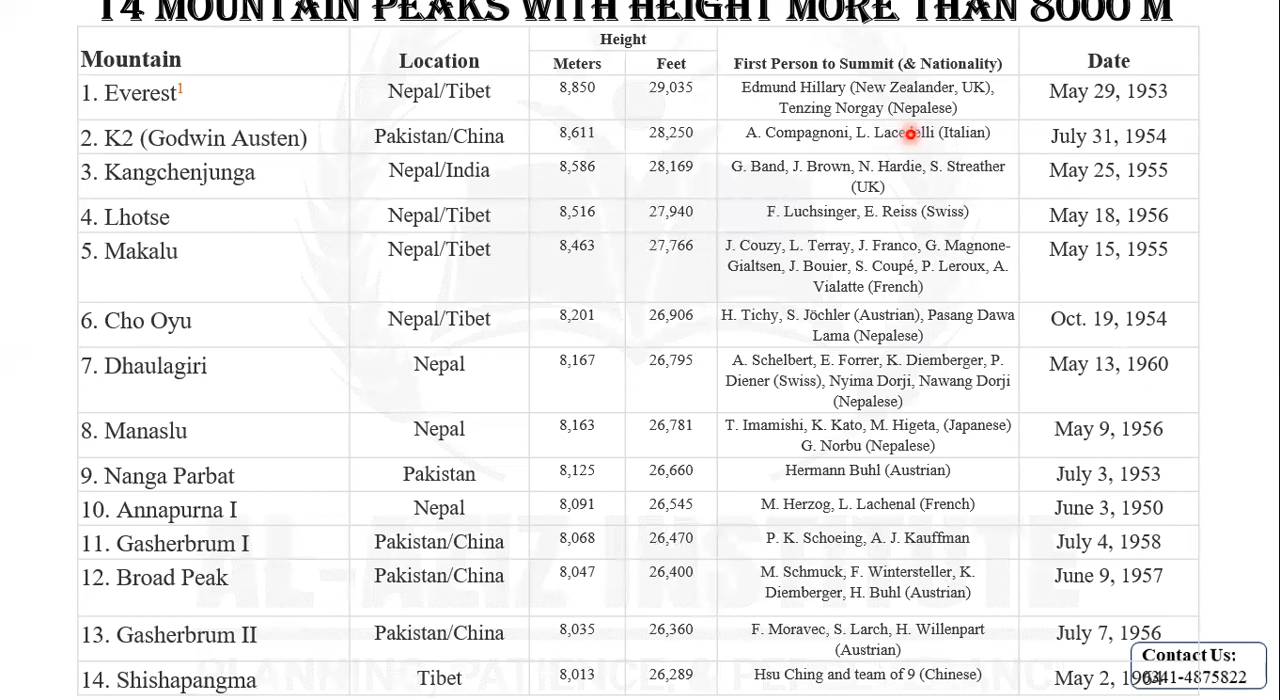 14 MOUNTAIN PEAKS WITH HEIGHT MORE THAN 8000 M
Mountain Location Height First Person to Summit (& Nationality) Date
Meters Feet
1. Everest1 Nepal/Tibet 8,850 29,035 Edmund Hillary (New Zealander, UK), May 29, 1953
Tenzing Norgay (Nepalese)
2. K2 (Godwin Austen) Pakistan/China 8,611 28,250 A. Compagnoni, L. Lacedelli (Italian) July 31, 1954
3. Kangchenjunga Nepal/India 8,586 28,169 G. Band, J. Brown, N. Hardie, S. Streather May 25, 1955
(UK)
4. Lhotse Nepal/Tibet 8,516 27,940 F. Luchsinger, E. Reiss (Swiss) May 18, 1956
5. Makalu Nepal/Tibet 8,463 27,766 J. Couzy, L. Terray, J. Franco, G. Magnone- May 15, 1955
Gialtsen, J. Bouier, S. Coupé, P. Leroux, A.
Vialatte (French)
6. Cho Oyu Nepal/Tibet 8,201 26,906 H. Tichy, S. Jöchler (Austrian), Pasang Dawa Oct. 19, 1954
Lama (Nepalese)
7. Dhaulagiri Nepal 8,167 26,795 A. Schelbert, E. Forrer, K. Diemberger, P. May 13, 1960
Diener (Swiss), Nyima Dorji, Nawang Dorji
(Nepalese)
8. Manaslu Nepal 8,163 26,781 T. Imamishi, K. Kato, M. Higeta, (Japanese) May 9, 1956
G. Norbu (Nepalese)
9. Nanga Parbat Pakistan 8,125 26,660 Hermann Buhl (Austrian) July 3, 1953
10. Annapurna I Nepal 8,091 26,545 M. Herzog, L. Lachenal (French) June 3, 1950
11. Gasherbrum I Pakistan/China 8,068 26,470 P. K. Schoeing, A. J. Kauffman July 4, 1958
12. Broad Peak Pakistan/China 8,047 26,400 M. Schmuck, F. Wintersteller, K. June 9, 1957
Diemberger, H. Buhl (Austrian)
13. Gasherbrum II Pakistan/China 8,035 26,360 F. Moravec, S. Larch, H. Willenpart July 7, 1956
(Austrian)
14. Shishapangma Tibet 8,013 26,289 Hsu Ching and team of 9 (Chinese) May 2, 1964
Contact Us:
0341-4875822
AL-AZIZ INSTITUTE
PLANNING, PATIENCE &